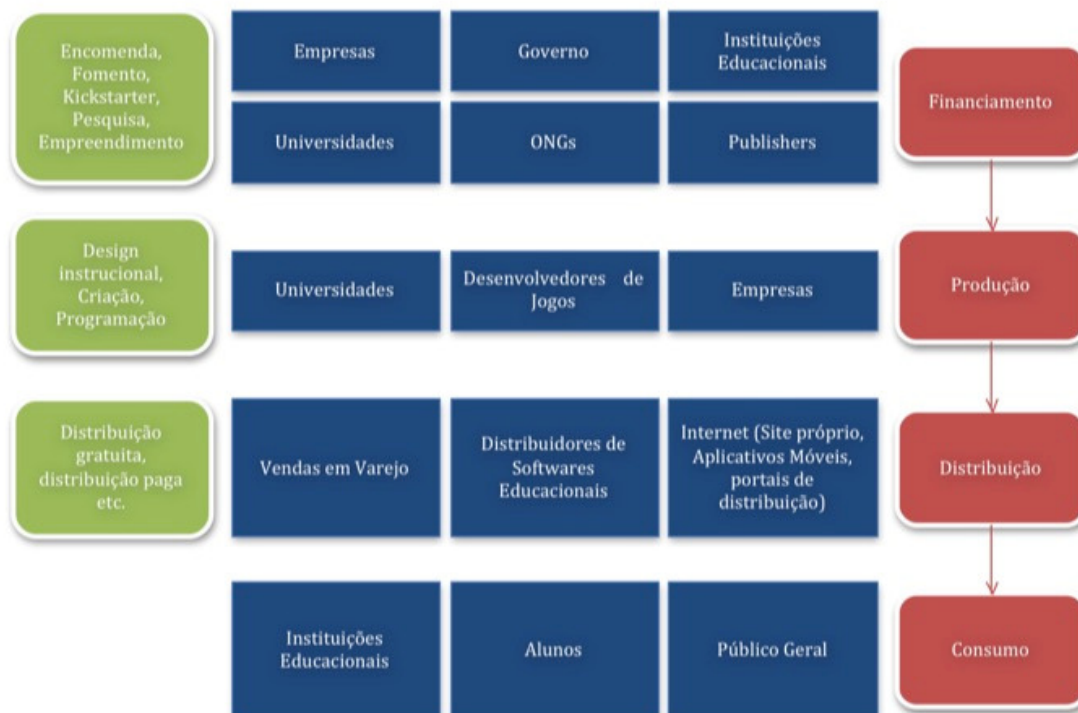 Encomenda,
Fomento,
Kickstarter,
Pesquisa,
Empreendimento
Empresas
Governo
Instituições
Educacionais
Universidades
ONGs
Publishers
Financiamento
Design
instrucional,
Criação,
Programação
Universidades
Desenvolvedores de
Jogos
Empresas
Produção
Distribuição
gratuita,
distribuição paga
etc.
Vendas em Varejo
Distribuidores de
Softwares
Educacionais
Internet (Site próprio,
Aplicativos Móveis,
portais de
distribuição)
Distribuição
Instituições
Educacionais
Alunos
Público Geral
Consumo